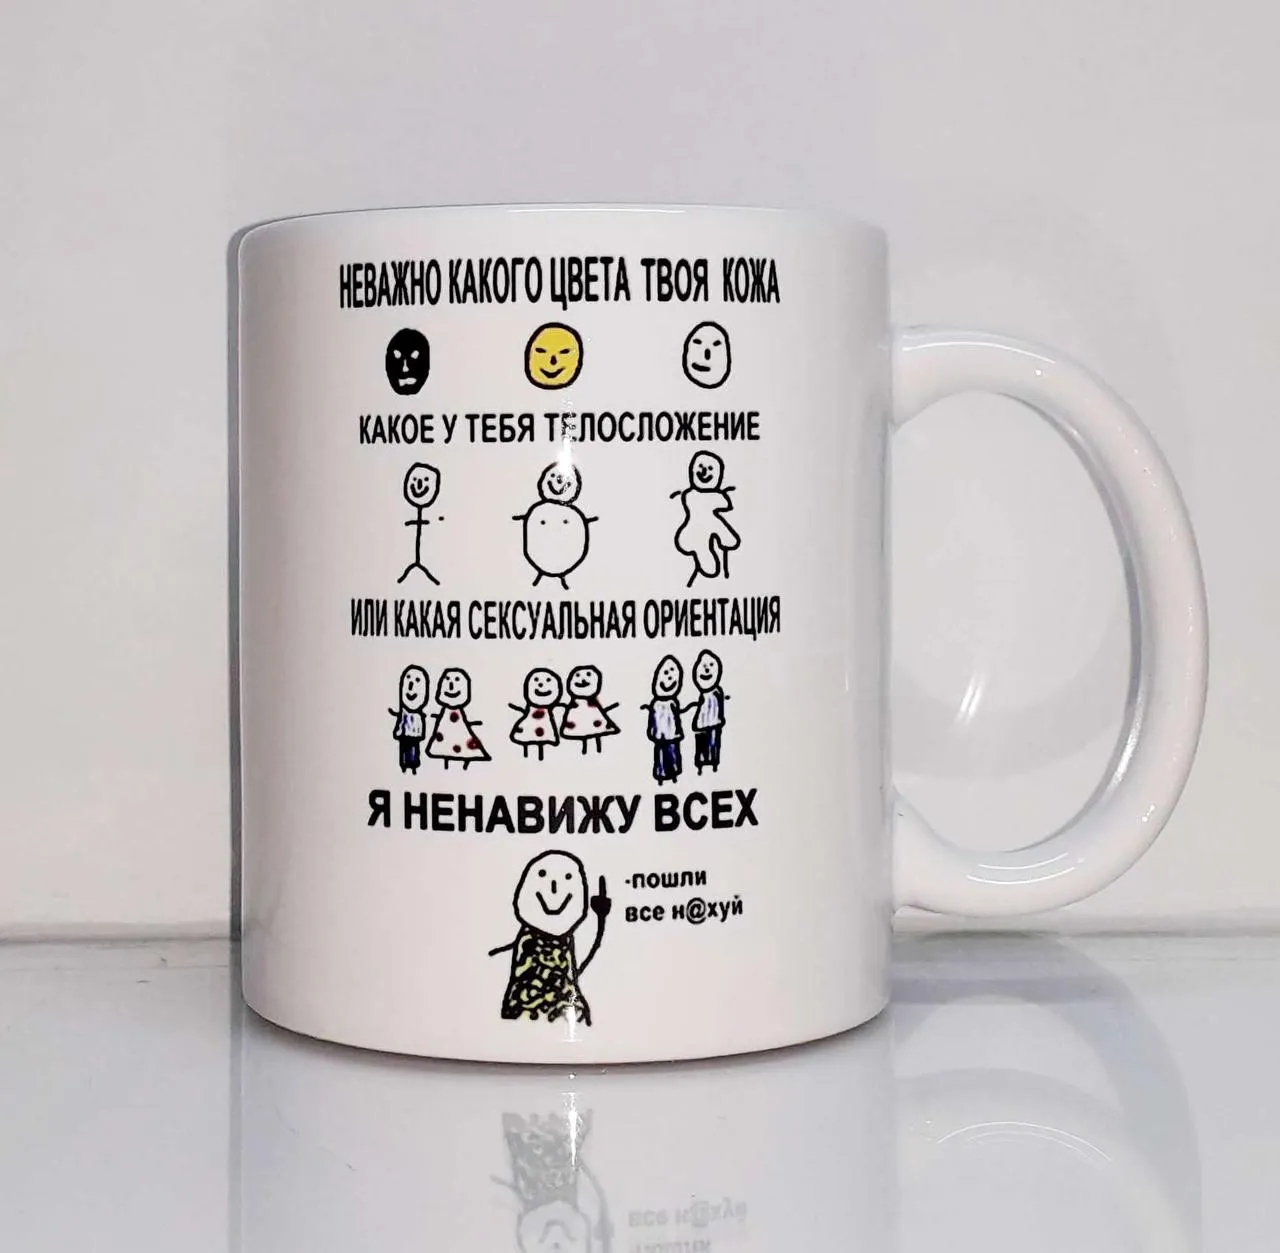 НЕВАЖНО КАКОГО ЦВЕТА ТВОЯ КОЖА
КАКОЕ У ТЕБЯ ТЕЛОСЛОЖЕНИЕ
ИЛИ КАКАЯ СЕКСУАЛЬНАЯ ОРИЕНТАЦИЯ
Я НЕНАВИЖУ ВСЕХ
-пошли
все н@хуй